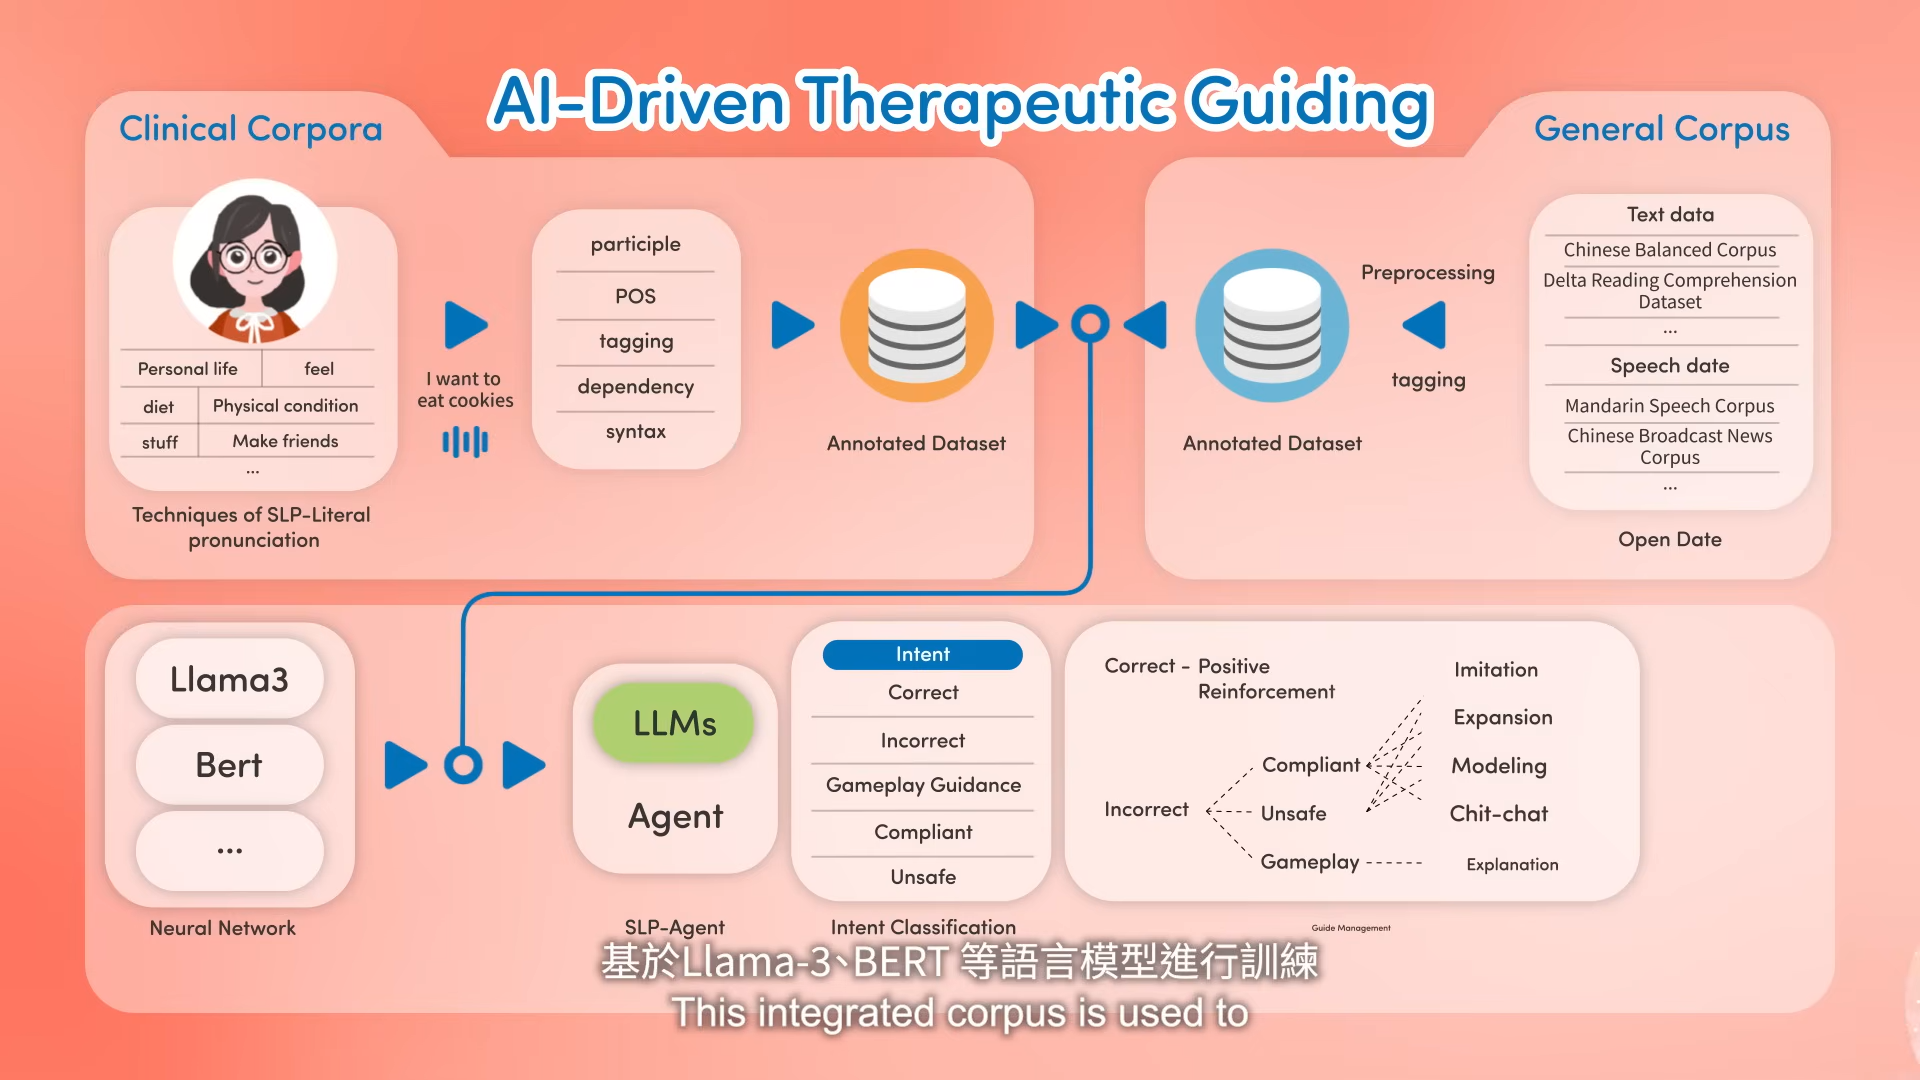 AI-Driven Therapeutic Guiding
Clinical Corpora
Personal life
feel
diet
Physical condition
stuff
Make friends
...
Techniques of SLP-Literal
pronunciation
I want to
eat cookies
participle
POS
tagging
dependency
syntax
Annotated Dataset
General Corpus
Annotated Dataset
Preprocessing
tagging
Text data
Chinese Balanced Corpus
Delta Reading Comprehension
Dataset
...
Speech date
Mandarin Speech Corpus
Chinese Broadcast News
Corpus
...
Open Date
Llama3
Bert
...
Neural Network
LLMs
Agent
SLP-Agent
Intent
Correct
Incorrect
Gameplay Guidance
Compliant
Unsafe
Intent Classification
Correct - Positive
Reinforcement
Incorrect
Compliant
Unsafe
Gameplay
Imitation
Expansion
Modeling
Chit-chat
Explanation
Guide Management
基於Llama-3、BERT 等語言模型進行訓練
This integrated corpus is used to